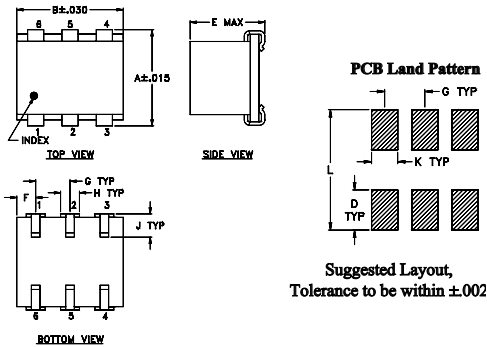 B±.030
6 5 4
A±.015
INDEX
1 2 3
TOP VIEW
E MAX
SIDE VIEW
PCB Land Pattern
G TYP
K TYP
L
D
TYP
Suggested Layout,
Tolerance to be within ±.002
G TYP
H TYP
F
1 2 3
J TYP
6 5 4
BOTTOM VIEW